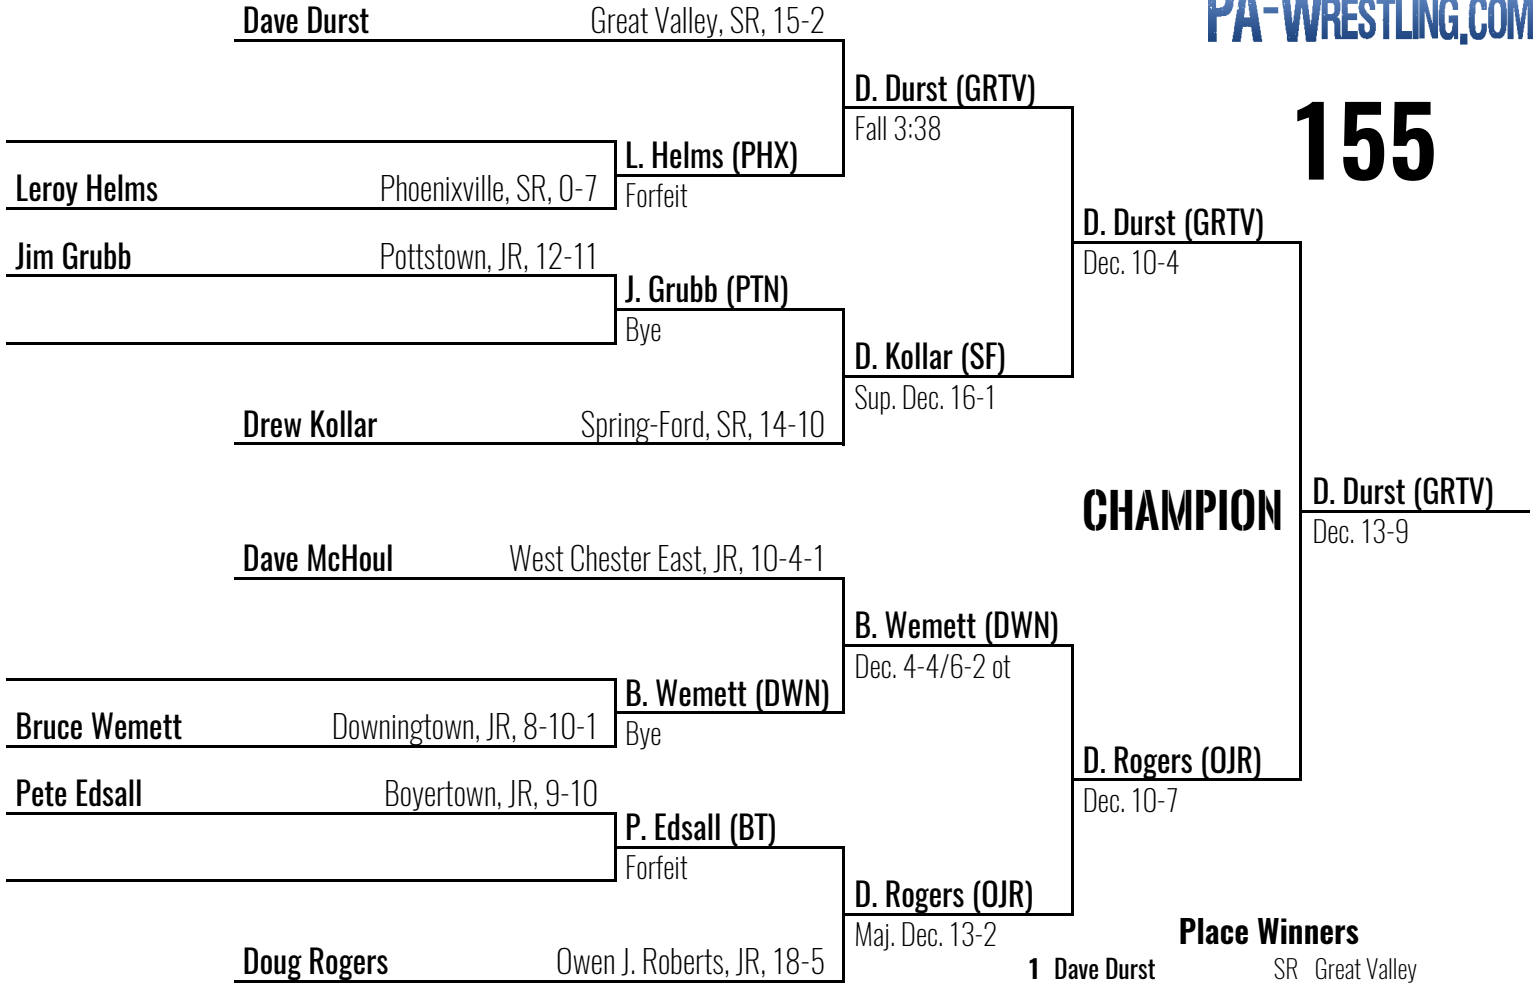 PA-WRESTLING.COM
155
Dave Durst Great Valley, SR, 15-2
D. Durst (GRTV)
Fall 3:38
L. Helms (PHX)
Forfeit
Leroy Helms Phoenixville, SR, 0-7
D. Durst (GRTV)
Dec. 10-4
Jim Grubb Pottstown, JR, 12-11
J. Grubb (PTN)
Bye
D. Kollar (SF)
Sup. Dec. 16-1
Drew Kollar Spring-Ford, SR, 14-10
CHAMPION
D. Durst (GRTV)
Dec. 13-9
Dave McHoul West Chester East, JR, 10-4-1
B. Wemett (DWN)
Dec. 4-4/6-2 ot
B. Wemett (DWN)
Bye
Bruce Wemett Downingtown, JR, 8-10-1
D. Rogers (OJR)
Dec. 10-7
Pete Edsall Boyertown, JR, 9-10
P. Edsall (BT)
Forfeit
D. Rogers (OJR)
Maj. Dec. 13-2
Doug Rogers Owen J. Roberts, JR, 18-5
Place Winners
1 Dave Durst SR Great Valley